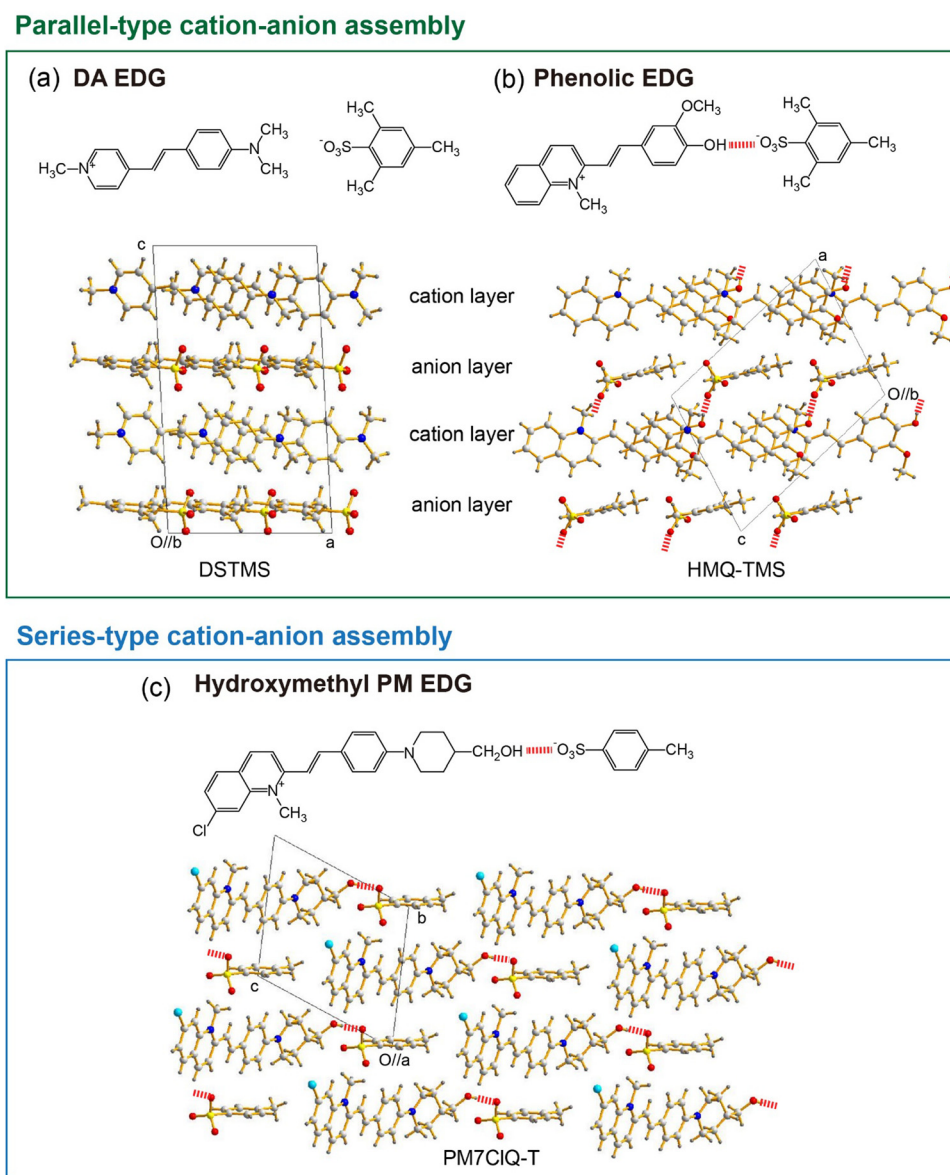 Parallel-type cation-anion assembly
(a) DA EDG
H₃C
N⁺
N
CH₃
CH₃
⁻O₃S
H₃C
CH₃
CH₃
(b) Phenolic EDG
OCH₃
OH
N⁺
CH₃
⁻O₃S
H₃C
CH₃
CH₃
c
cation layer
anion layer
cation layer
anion layer
O//b
a
DSTMS
a
O//b
c
HMQ-TMS
Series-type cation-anion assembly
(c) Hydroxymethyl PM EDG
Cl
N⁺
CH₃
N
CH₂OH
⁻O₃S
CH₃
b
c
O//a
PM7ClQ-T